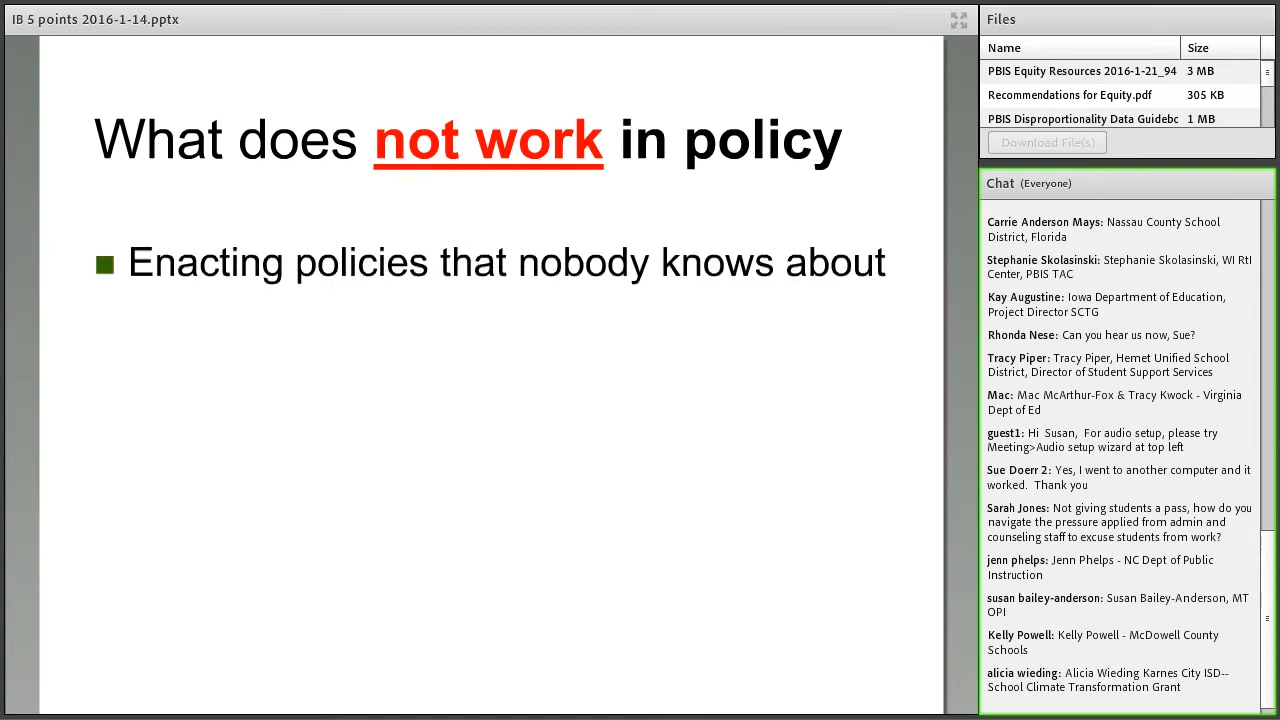 IB 5 points 2016-1-14.pptx
What does not work in policy
Enacting policies that nobody knows about
Files
Name Size
PBIS Equity Resources 2016-1-21_94 3 MB
Recommendations for Equity.pdf 305 KB
PBIS Disproportionality Data Guidebc 1 MB
Download File(s)
Chat (Everyone)
Carrie Anderson Mays: Nassau County School
District, Florida
Stephanie Skolasinski: Stephanie Skolasinski, WI RtI
Center, PBIS TAC
Kay Augustine: Iowa Department of Education,
Project Director SCTG
Rhonda Nese: Can you hear us now, Sue?
Tracy Piper: Tracy Piper, Hemet Unified School
District, Director of Student Support Services
Mac: Mac McArthur-Fox & Tracy Kwock - Virginia
Dept of Ed
guest1: Hi Susan, For audio setup, please try
Meeting>Audio setup wizard at top left
Sue Doerr 2: Yes, I went to another computer and it
worked. Thank you
Sarah Jones: Not giving students a pass, how do you
navigate the pressure applied from admin and
counseling staff to excuse students from work?
jenn phelps: Jenn Phelps - NC Dept of Public
Instruction
susan bailey-anderson: Susan Bailey-Anderson, MT
OPI
Kelly Powell: Kelly Powell - McDowell County
Schools
alicia wieding: Alicia Wieding Karnes City ISD--
School Climate Transformation Grant